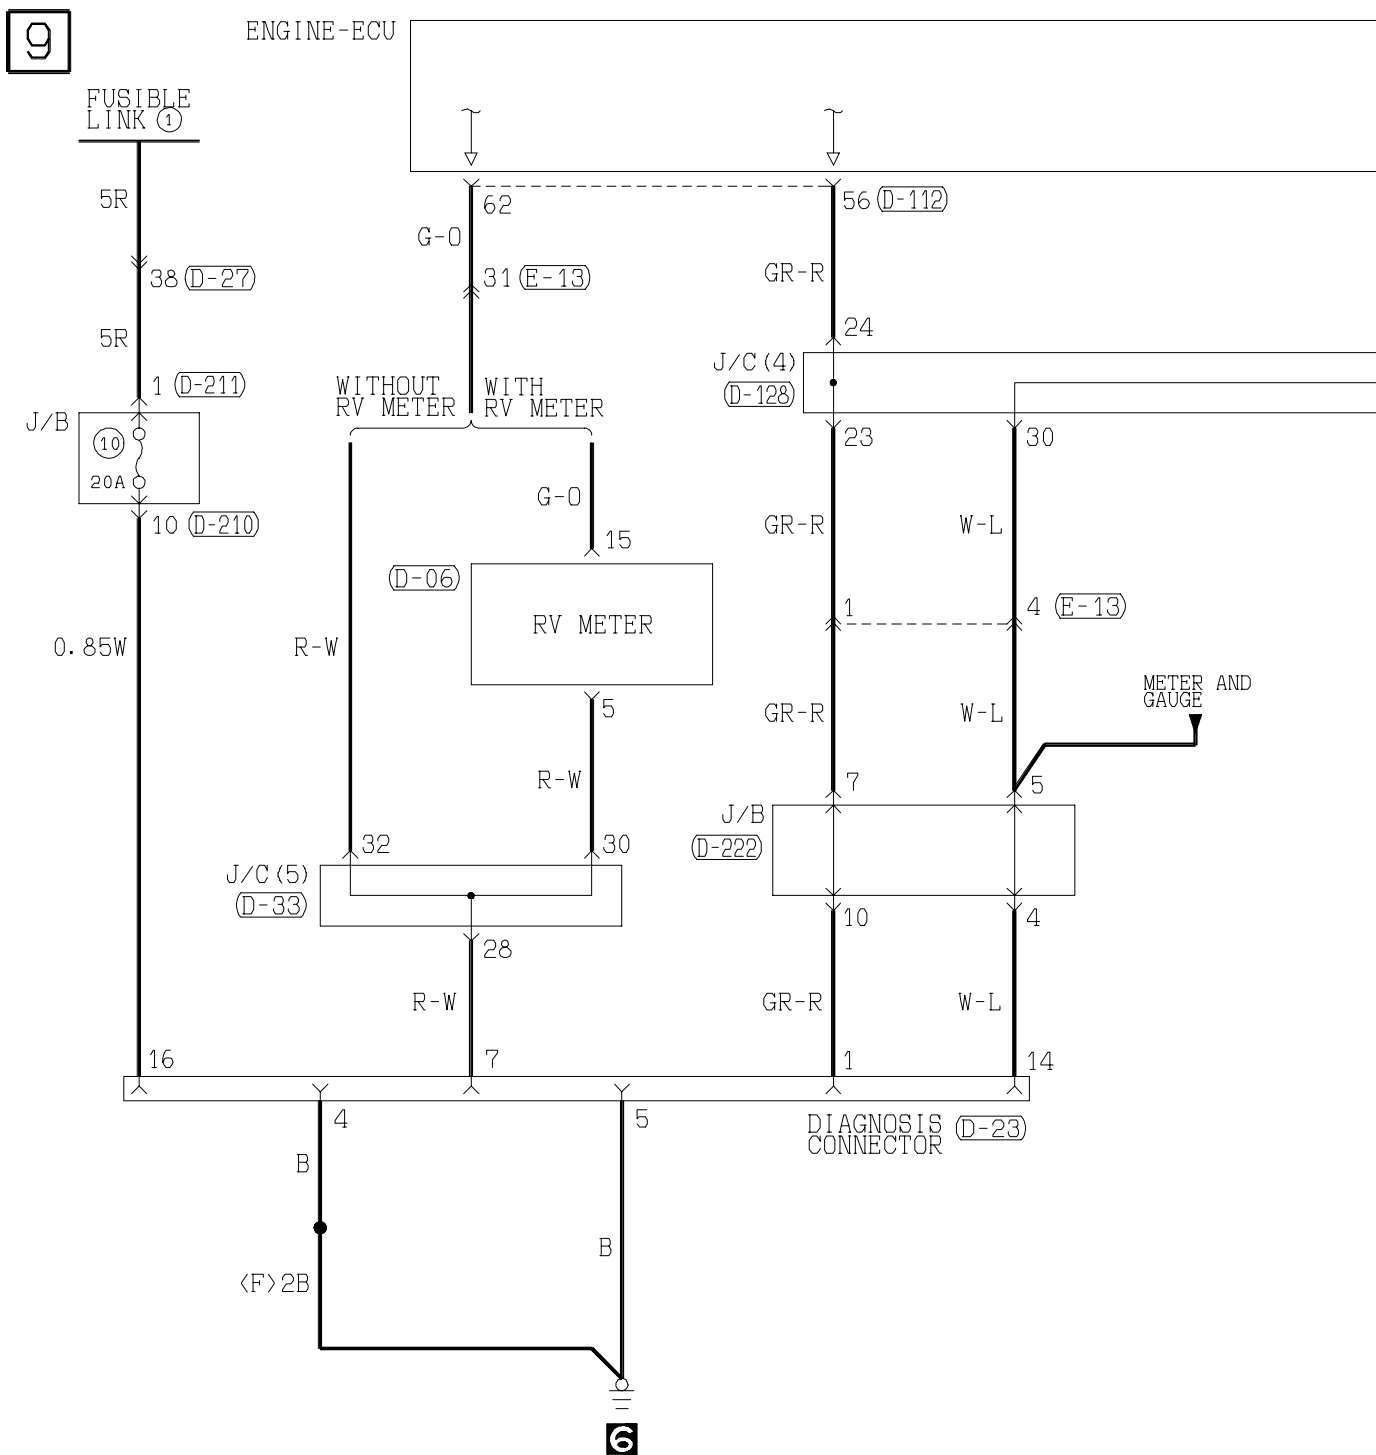 9
ENGINE-ECU
FUSIBLE
LINK ①
5R
62
56 (D-112)
G-O
38 (D-27)
31 (E-13)
GR-R
24
5R
J/C(4)
(D-128)
1 (D-211)
WITHOUT
RV METER
WITH
RV METER
J/B
10
20A
23
30
G-O
10 (D-210)
GR-R
W-L
15
(D-06)
RV METER
1
4 (E-13)
0.85W
R-W
METER AND
GAUGE
5
GR-R
W-L
R-W
7
5
J/B
(D-222)
32
30
J/C(5)
(D-33)
10
4
28
R-W
GR-R
W-L
16
7
1
14
4
5
DIAGNOSIS
CONNECTOR
(D-23)
B
B
<F>2B
6